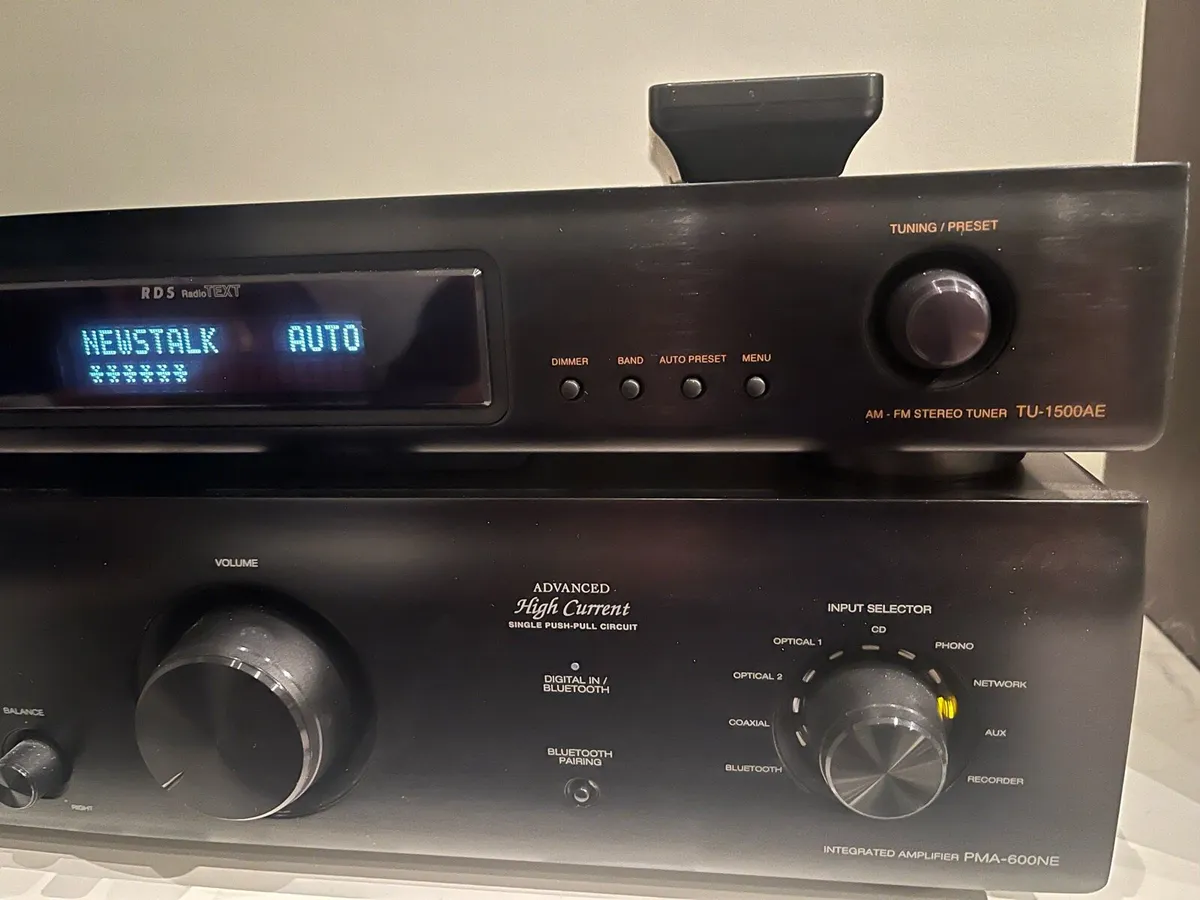 RDS RadioTEXT
NEWSTALK AUTO
******
DIMMER BAND AUTO PRESET MENU
TUNING / PRESET
AM - FM STEREO TUNER TU-1500AE
VOLUME
BALANCE
RIGHT
ADVANCED
High Current
SINGLE PUSH-PULL CIRCUIT
DIGITAL IN /
BLUETOOTH
BLUETOOTH
PAIRING
INPUT SELECTOR
CD
OPTICAL 1
PHONO
OPTICAL 2
NETWORK
COAXIAL
AUX
BLUETOOTH
RECORDER
INTEGRATED AMPLIFIER PMA-600NE